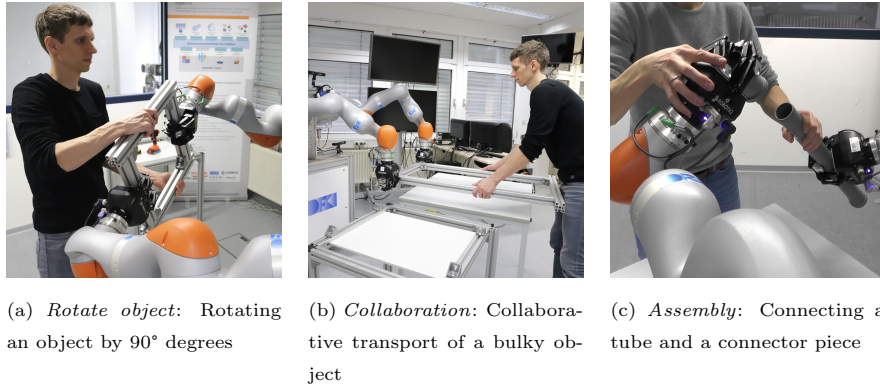 (a) Rotate object: Rotating
an object by 90° degrees
(b) Collaboration: Collabora-
tive transport of a bulky ob-
ject
(c) Assembly: Connecting a
tube and a connector piece